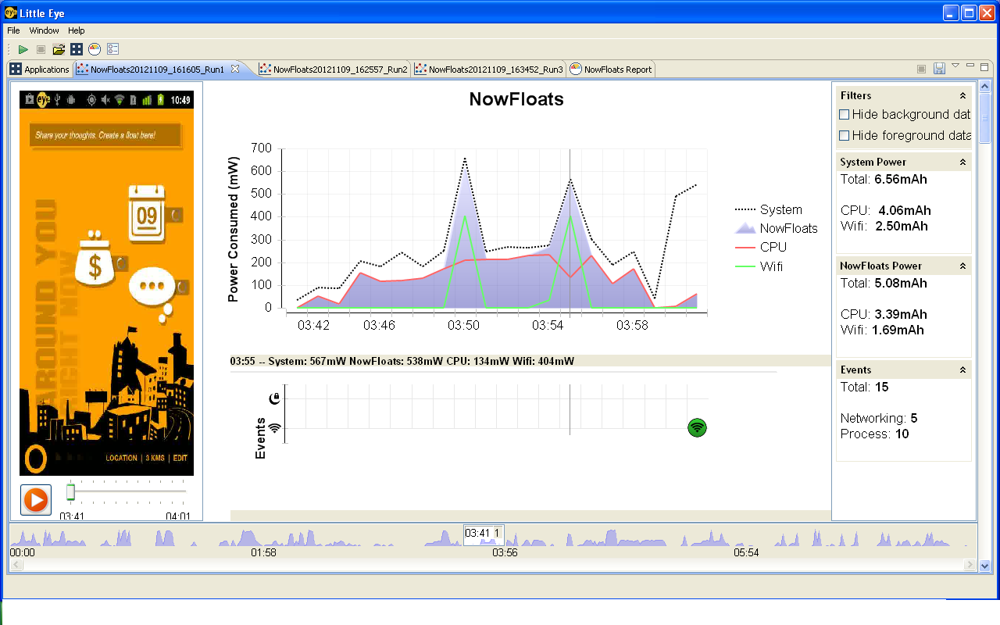 Little Eye
File Window Help
Applications NowFloats20121109_161605_Run1 NowFloats20121109_162557_Run2 NowFloats20121109_163452_Run3 NowFloats Report
eye 10:49
Share your thoughts. Create a float here!
09
$
AROUND YOU
RIGHT NOW
LOCATION | 3 KMS | EDIT
03:41 04:01
NowFloats
Power Consumed (mW)
700
600
500
400
300
200
100
0
03:42 03:46 03:50 03:54 03:58
System
NowFloats
CPU
Wifi
03:55 -- System: 567mW NowFloats: 538mW CPU: 134mW Wifi: 404mW
Events
Filters
Hide background dat
Hide foreground data
System Power
Total: 6.56mAh
CPU: 4.06mAh
Wifi: 2.50mAh
NowFloats Power
Total: 5.08mAh
CPU: 3.39mAh
Wifi: 1.69mAh
Events
Total: 15
Networking: 5
Process: 10
03:41 1
00:00 01:58 03:56 05:54